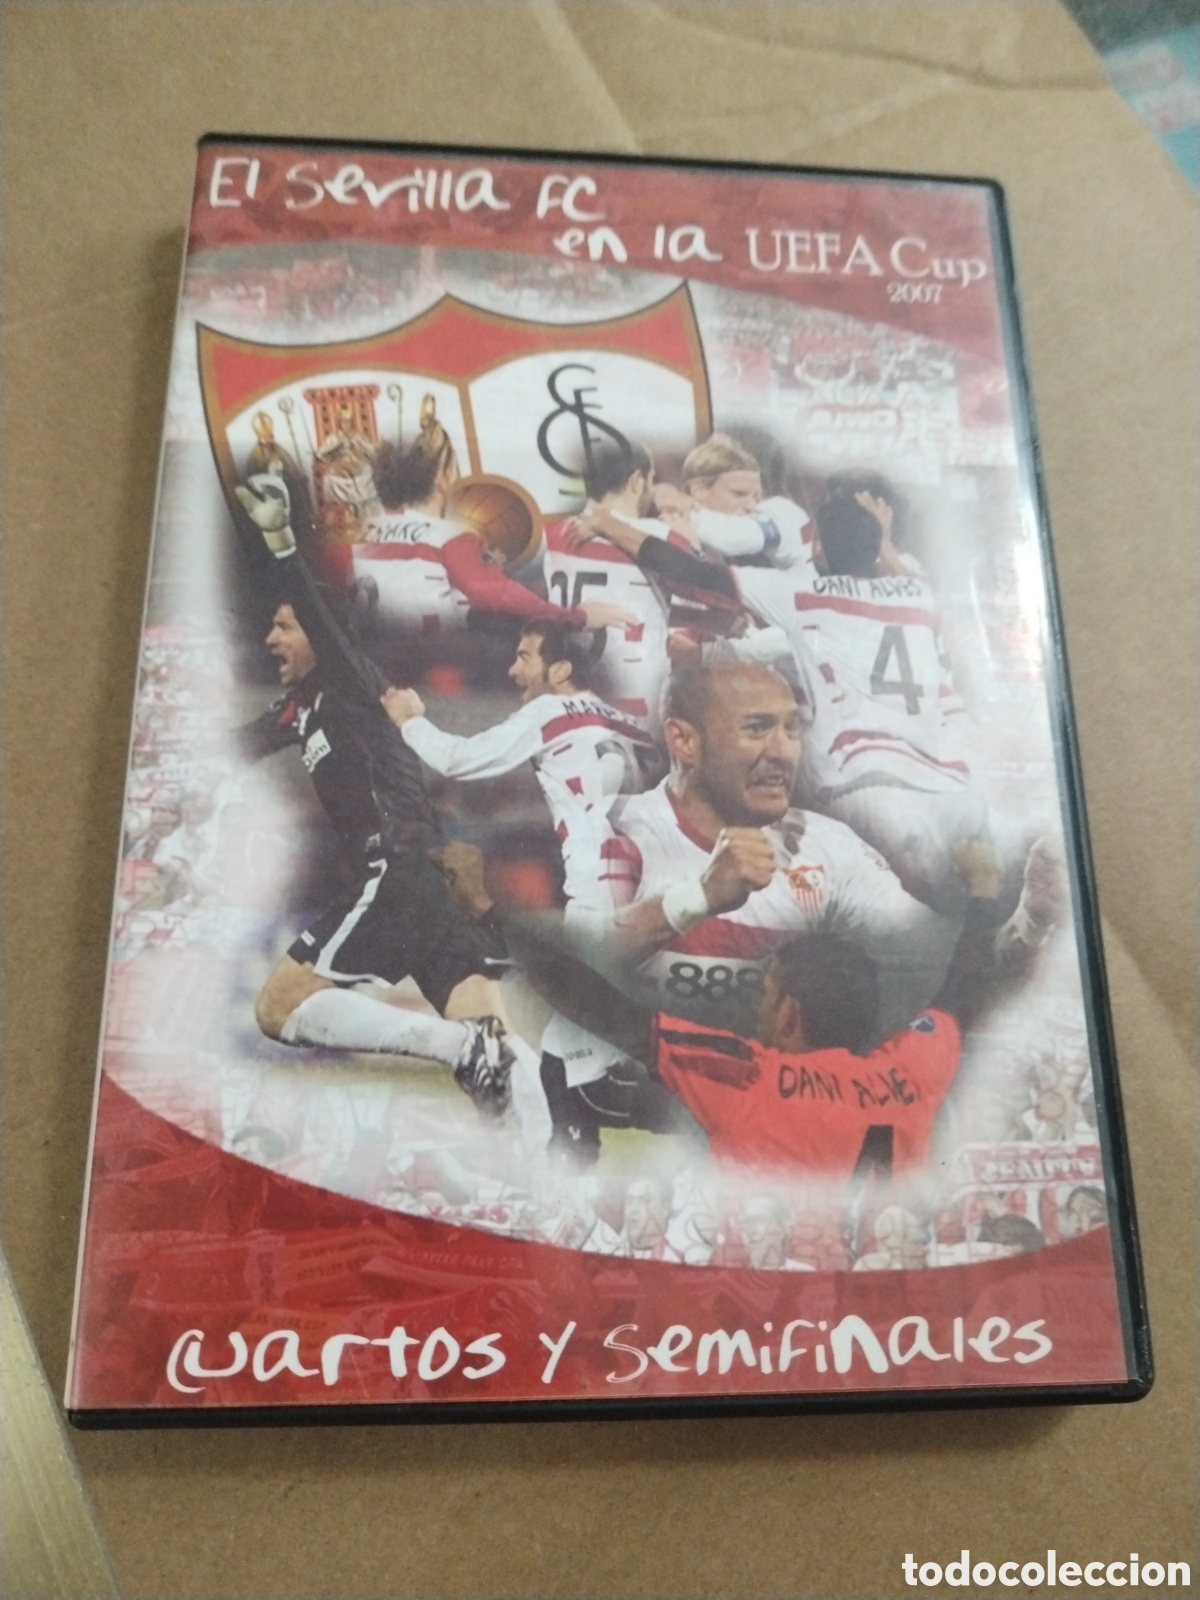 El Sevilla FC
en la UEFA Cup
2007
DANI ALVES
4
888
DANI ALVES
4
Cuartos y Semifinales
todocoleccion